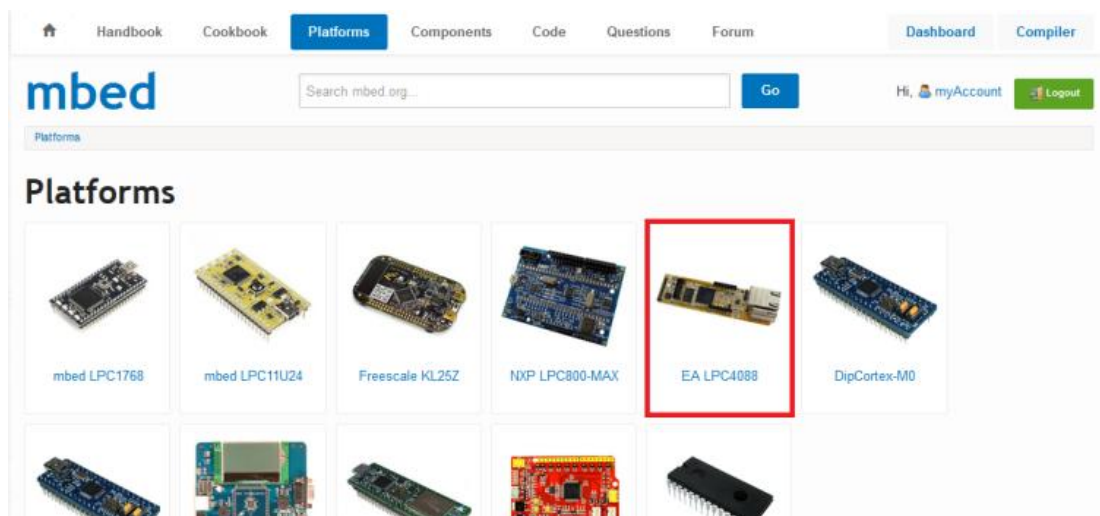 Handbook Cookbook Platforms Components Code Questions Forum Dashboard Compiler
mbed Search mbed.org... Go Hi, myAccount Logout
Platforms
Platforms
mbed LPC1768 mbed LPC11U24 Freescale KL25Z NXP LPC800-MAX EA LPC4088 DipCortex-M0